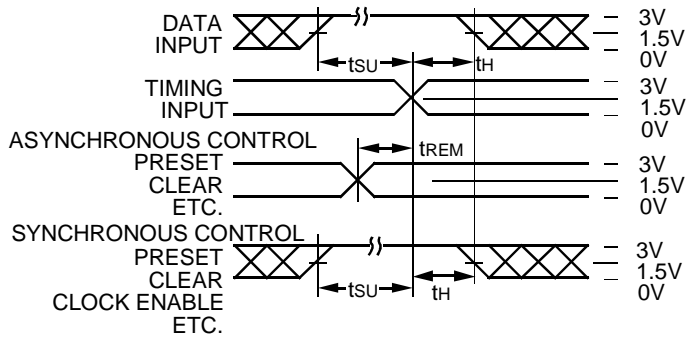 DATA
INPUT
3V
1.5V
0V
tSU
tH
TIMING
INPUT
3V
1.5V
0V
ASYNCHRONOUS CONTROL
PRESET
CLEAR
ETC.
tREM
3V
1.5V
0V
SYNCHRONOUS CONTROL
PRESET
CLEAR
CLOCK ENABLE
ETC.
tSU
tH
3V
1.5V
0V